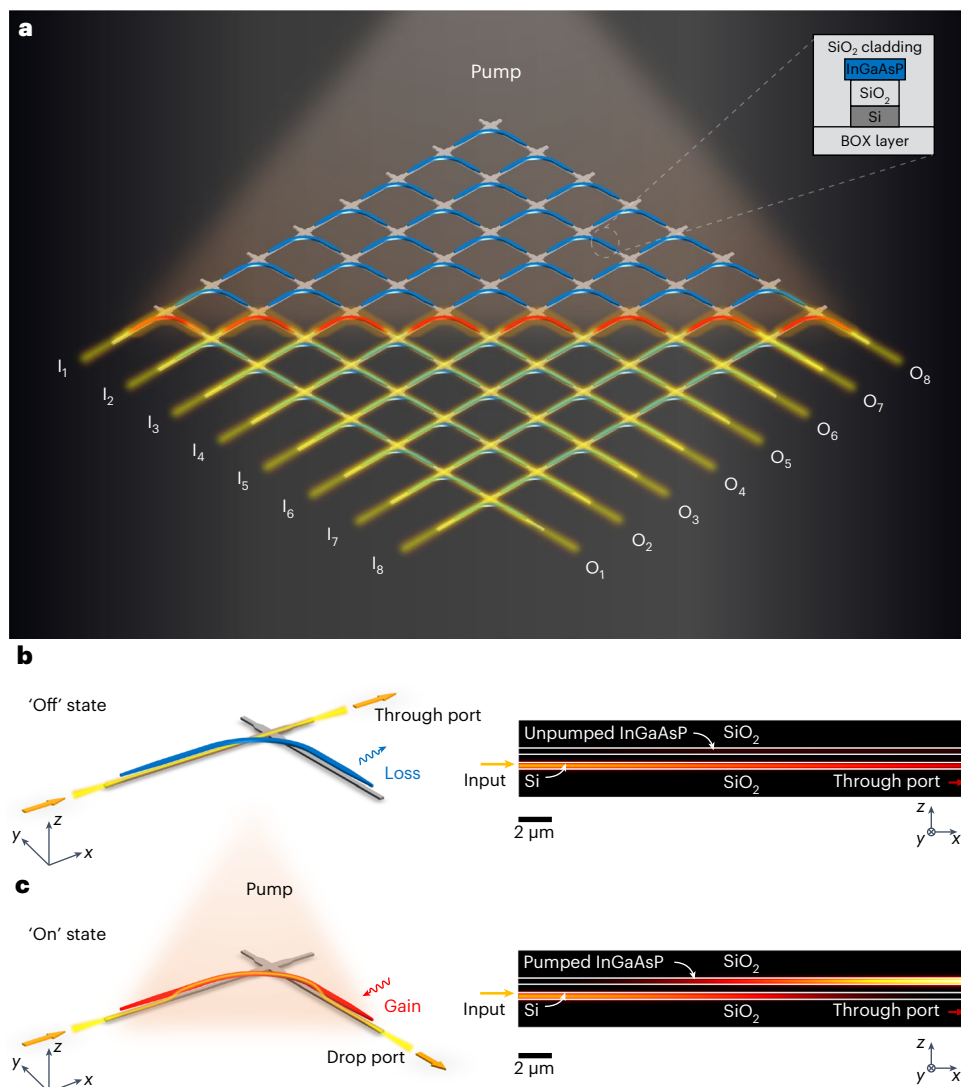 a
Pump
SiO₂ cladding
InGaAsP
SiO₂
Si
BOX layer
I₁
I₂
I₃
I₄
I₅
I₆
I₇
I₈
O₈
O₇
O₆
O₅
O₄
O₃
O₂
O₁
b
'Off' state
Through port
Loss
z
y
x
Unpumped InGaAsP
SiO₂
Input
Si
SiO₂
Through port
2 µm
z
y
x
c
Pump
'On' state
Gain
Drop port
z
y
x
Pumped InGaAsP
SiO₂
Input
Si
SiO₂
Through port
2 µm
z
y
x